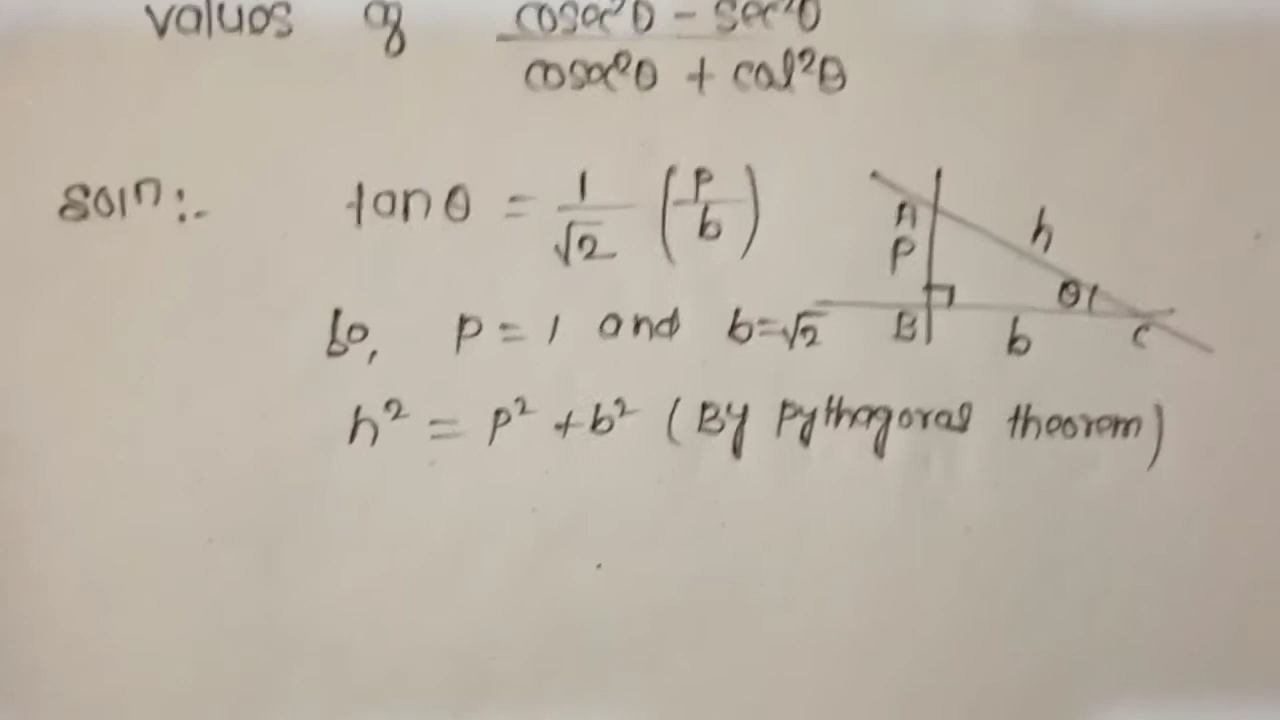 values of cosec²θ - sec²θ
cosec²θ + cot²θ
Soln:- tanθ = 1/√2 (p/b)
A
P
h
θ
B
b
C
So, P = 1 and b=√2
h² = p² + b² (By pythagoras theorem)